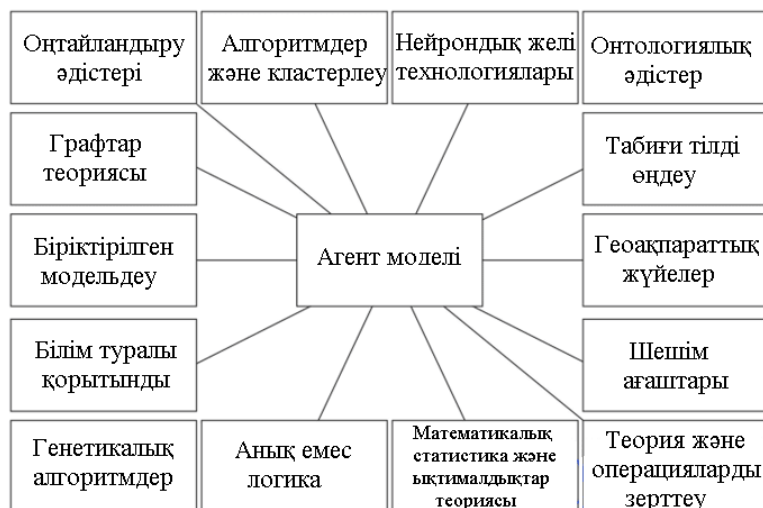 Оңтайландыру
әдістері
Алгоритмдер
және кластерлеу
Нейрондық желі
технологиялары
Онтологиялық
әдістер
Графтар
теориясы
Табиғи тілді
өңдеу
Біріктірілген
модельдеу
Агент моделі
Геоақпараттық
жүйелер
Білім туралы
қорытынды
Шешім
ағаштары
Генетикалық
алгоритмдер
Анық емес
логика
Математикалық
статистика және
ықтималдықтар
теориясы
Теория және
операцияларды
зерттеу